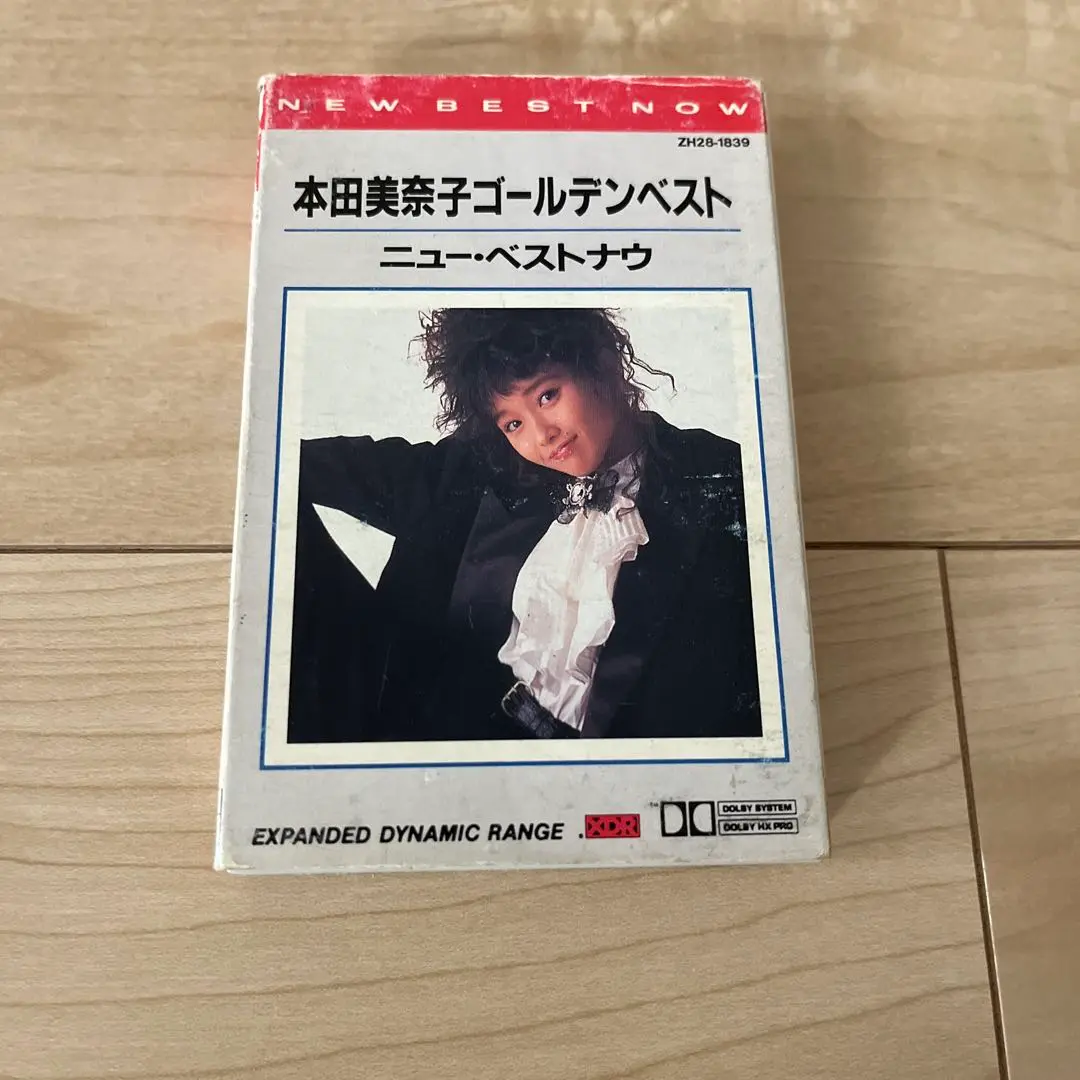 NEW BEST NOW
ZH28-1839
本田美奈子ゴールデンベスト
ニュー・ベストナウ
EXPANDED DYNAMIC RANGE .XDR
™ DOLBY SYSTEM
DOLBY HX PRO